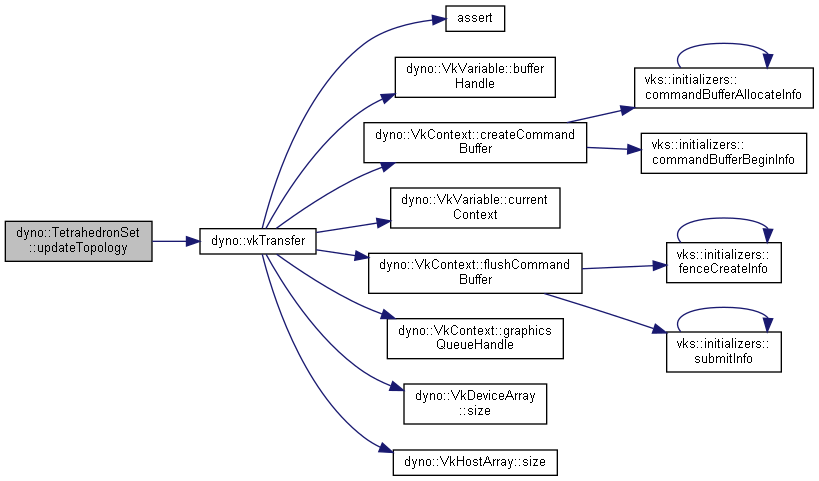 assert
dyno::VkVariable::buffer
Handle
vks::initializers::
commandBufferAllocateInfo
dyno::VkContext::createCommand
Buffer
vks::initializers::
commandBufferBeginInfo
dyno::VkVariable::current
Context
dyno::TetrahedronSet
::updateTopology
dyno::vkTransfer
dyno::VkContext::flushCommand
Buffer
vks::initializers::
fenceCreateInfo
dyno::VkContext::graphics
QueueHandle
vks::initializers::
submitInfo
dyno::VkDeviceArray
::size
dyno::VkHostArray::size